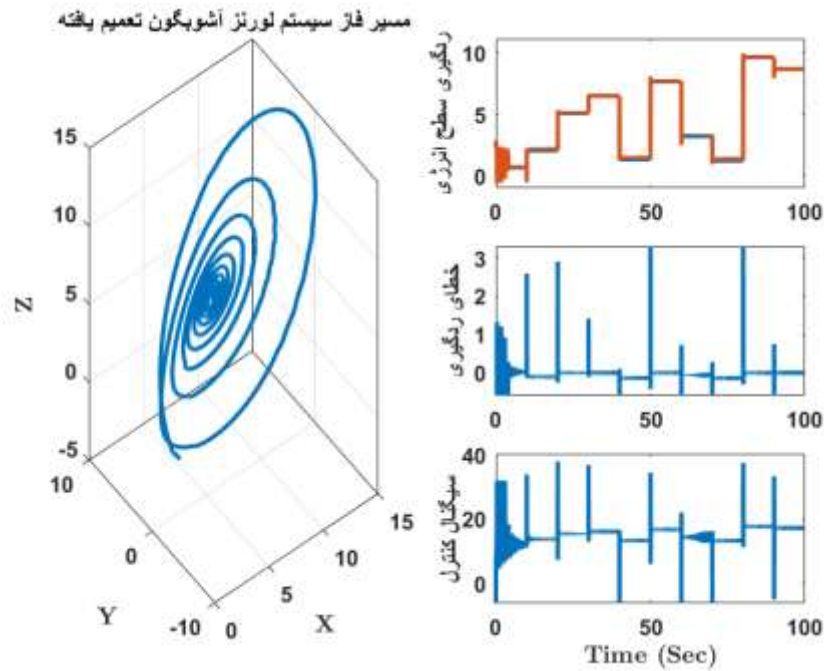 مسیر فاز سیستم لورنز آشوبگون تعمیم یافته
15
10
5
0
-5
Z
10
0
-10
Y
0
5
10
15
X
ردگیری سطح انرژی
10
5
0
0 50 100
خطای ردگیری
3
2
1
0
0 50 100
سیگنال کنترل
40
20
0
0 50 100
Time (Sec)